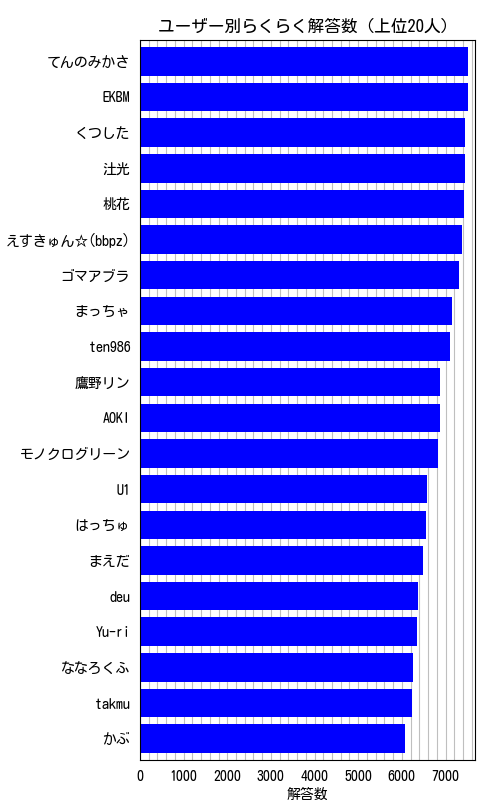 ユーザー別らくらく解答数（上位20人）
てんのみかさ
EKBM
くつした
汢光
桃花
えすきゅん☆(bbpz)
ゴマアブラ
まっちゃ
ten986
鷹野リン
AOKI
モノクログリーン
U1
はっちゅ
まえだ
deu
Yu-ri
ななろくふ
takmu
かぶ
0 1000 2000 3000 4000 5000 6000 7000
解答数